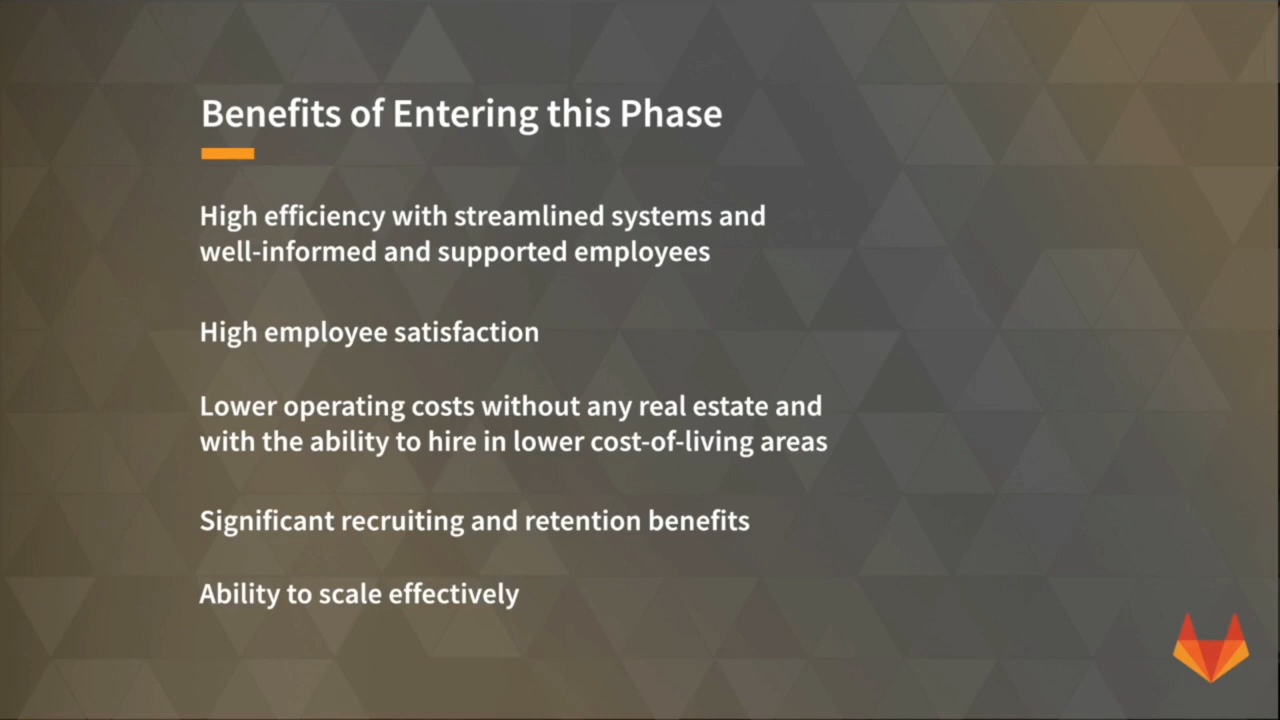 Benefits of Entering this Phase
High efficiency with streamlined systems and
well-informed and supported employees
High employee satisfaction
Lower operating costs without any real estate and
with the ability to hire in lower cost-of-living areas
Significant recruiting and retention benefits
Ability to scale effectively